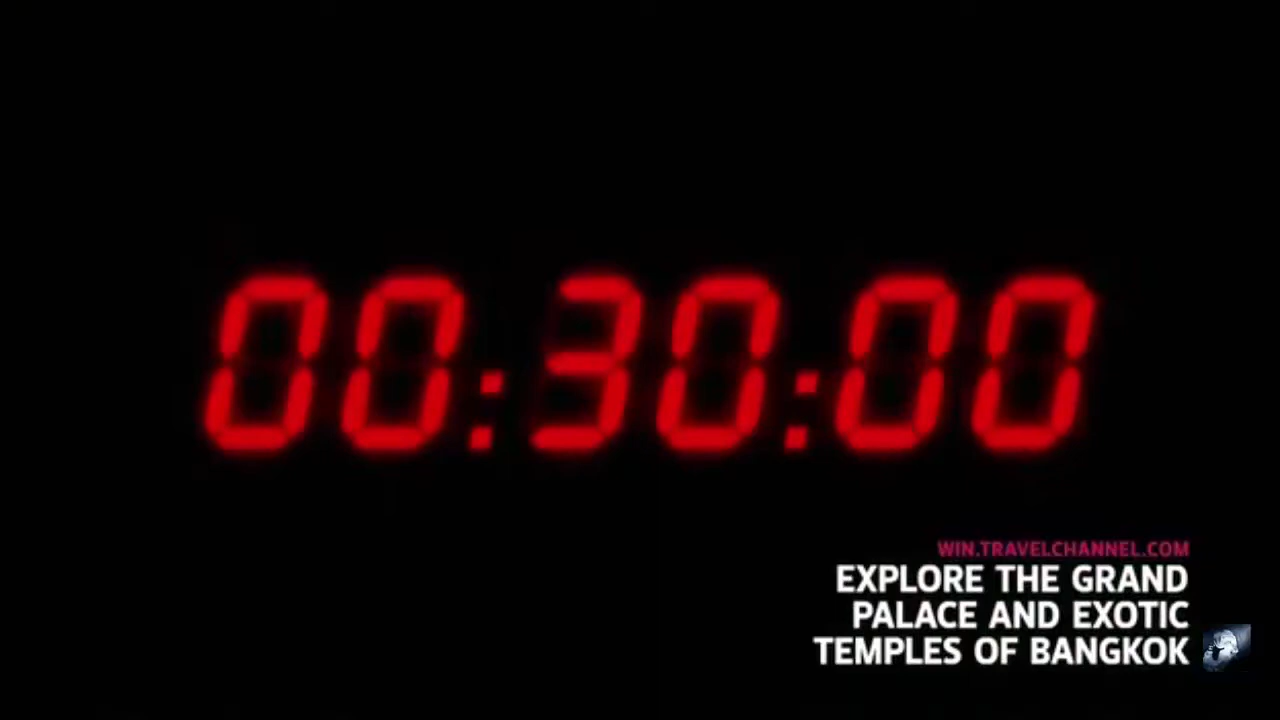 00:30:00
WIN.TRAVELCHANNEL.COM
EXPLORE THE GRAND
PALACE AND EXOTIC
TEMPLES OF BANGKOK